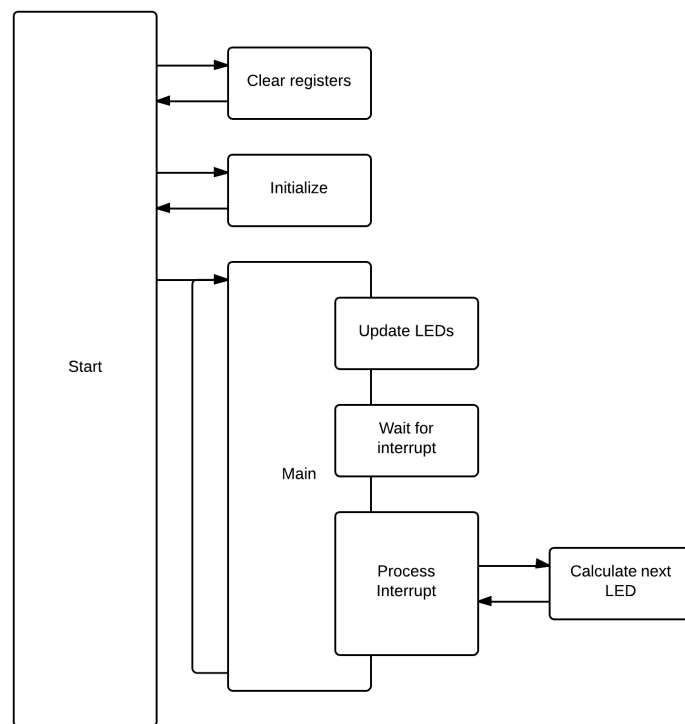 Clear registers
Initialize
Update LEDs
Start
Wait for
interrupt
Main
Process
Interrupt
Calculate next
LED